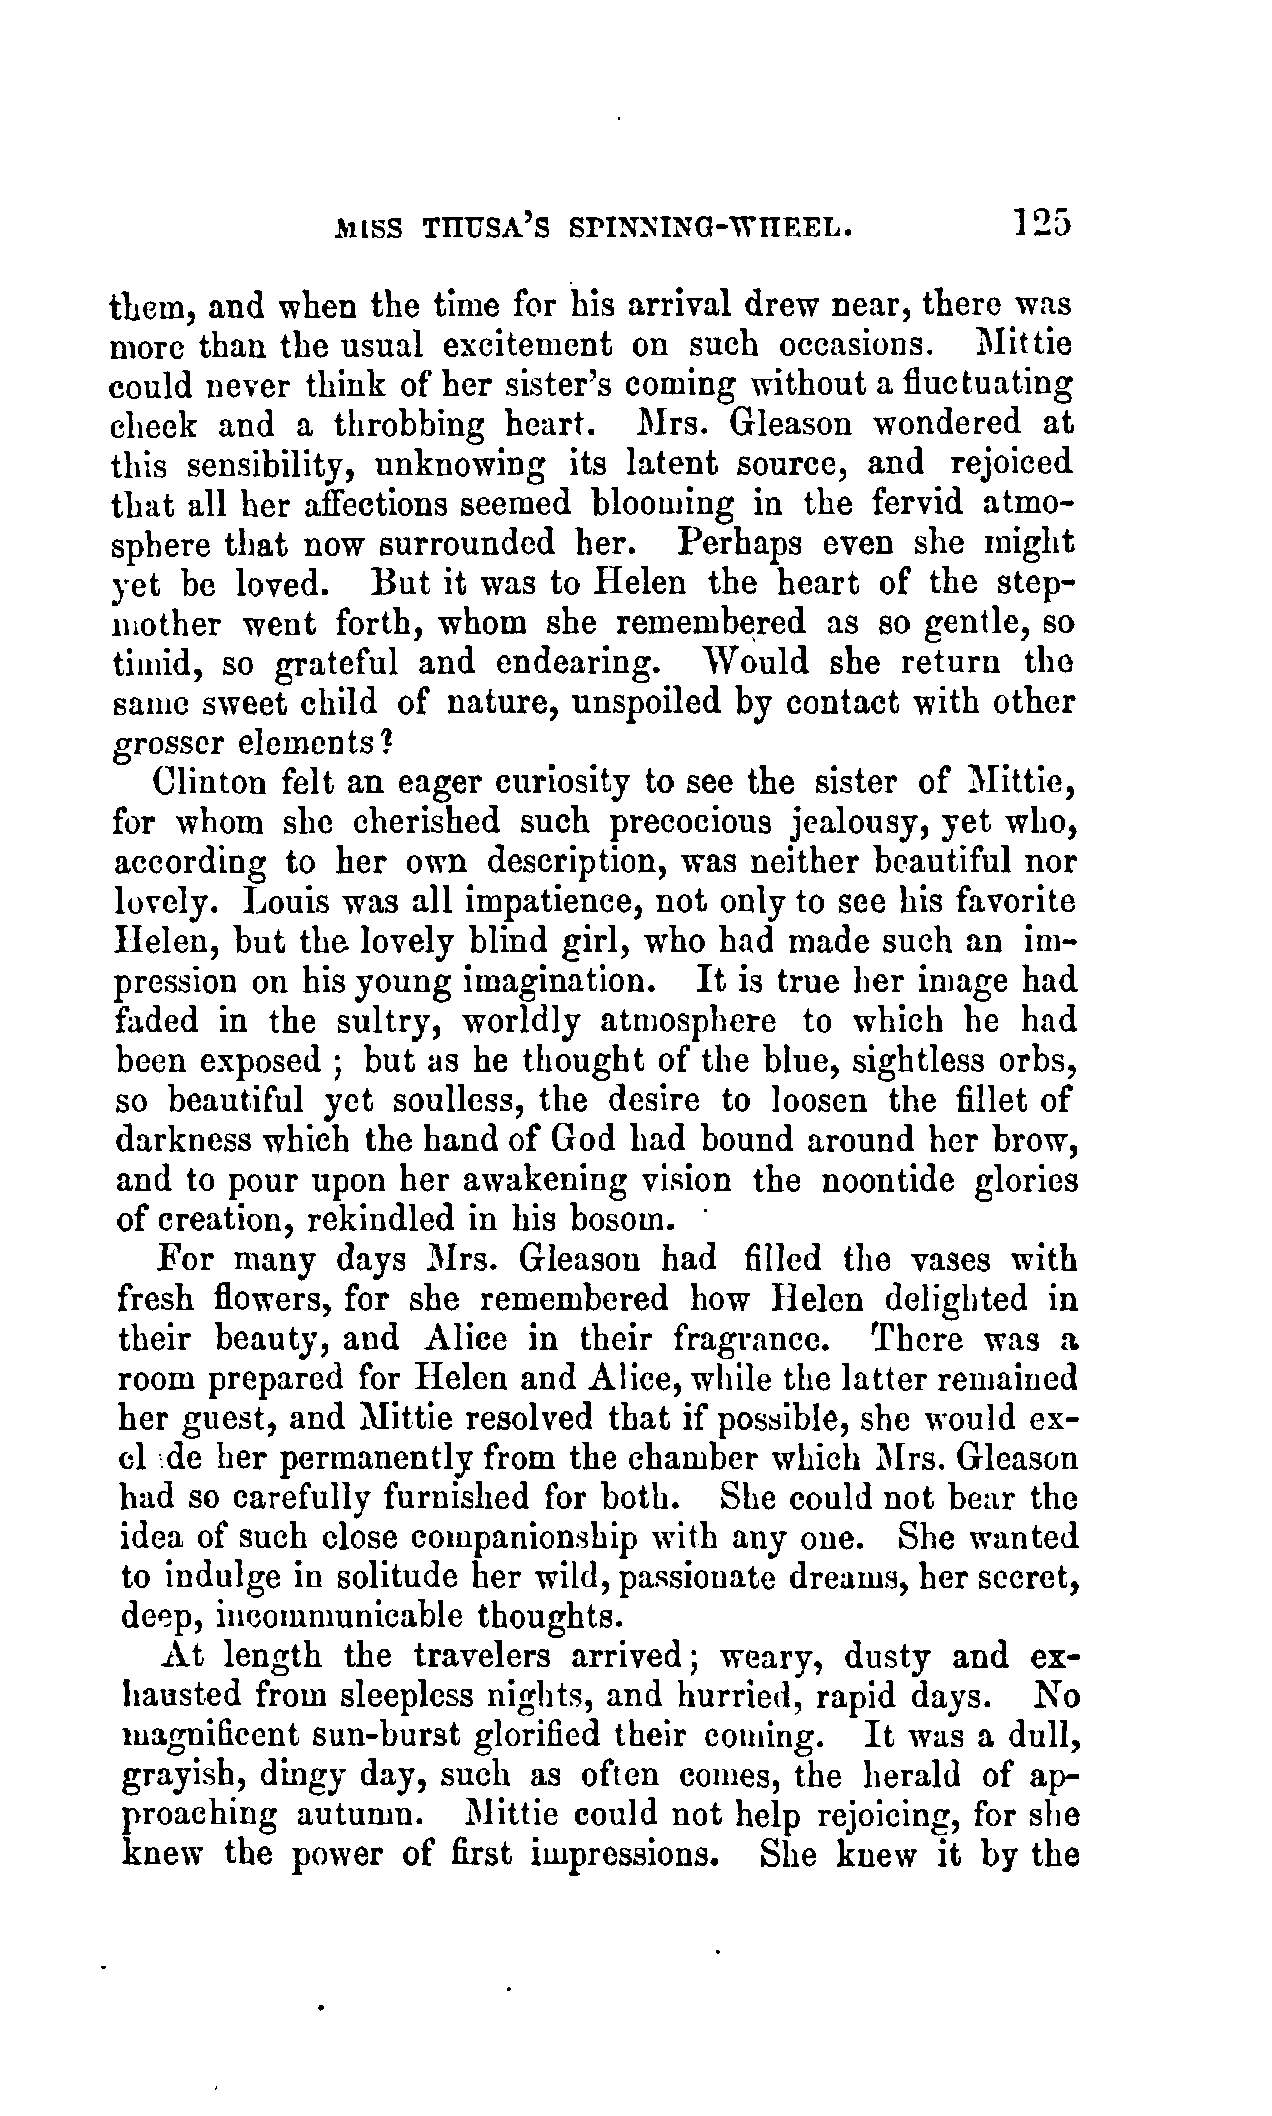 MISS THUSA'S SPINNING-WHEEL. 125
them, and when the time for his arrival drew near, there was
more than the usual excitement on such occasions. Mittie
could never think of her sister's coming without a fluctuating
cheek and a throbbing heart. Mrs. Gleason wondered at
this sensibility, unknowing its latent source, and rejoiced
that all her affections seemed blooming in the fervid atmo-
sphere that now surrounded her. Perhaps even she might
yet be loved. But it was to Helen the heart of the step-
mother went forth, whom she remembered as so gentle, so
timid, so grateful and endearing. Would she return the
same sweet child of nature, unspoiled by contact with other
grosser elements?
Clinton felt an eager curiosity to see the sister of Mittie,
for whom she cherished such precocious jealousy, yet who,
according to her own description, was neither beautiful nor
lovely. Louis was all impatience, not only to see his favorite
Helen, but the lovely blind girl, who had made such an im-
pression on his young imagination. It is true her image had
faded in the sultry, worldly atmosphere to which he had
been exposed ; but as he thought of the blue, sightless orbs,
so beautiful yet soulless, the desire to loosen the fillet of
darkness which the hand of God had bound around her brow,
and to pour upon her awakening vision the noontide glories
of creation, rekindled in his bosom.
For many days Mrs. Gleason had filled the vases with
fresh flowers, for she remembered how Helen delighted in
their beauty, and Alice in their fragrance. There was a
room prepared for Helen and Alice, while the latter remained
her guest, and Mittie resolved that if possible, she would ex-
cl de her permanently from the chamber which Mrs. Gleason
had so carefully furnished for both. She could not bear the
idea of such close companionship with any one. She wanted
to indulge in solitude her wild, passionate dreams, her secret,
deep, incommunicable thoughts.
At length the travelers arrived; weary, dusty and ex-
hausted from sleepless nights, and hurried, rapid days. No
magnificent sun-burst glorified their coming. It was a dull,
grayish, dingy day, such as often comes, the herald of ap-
proaching autumn. Mittie could not help rejoicing, for she
knew the power of first impressions. She knew it by the